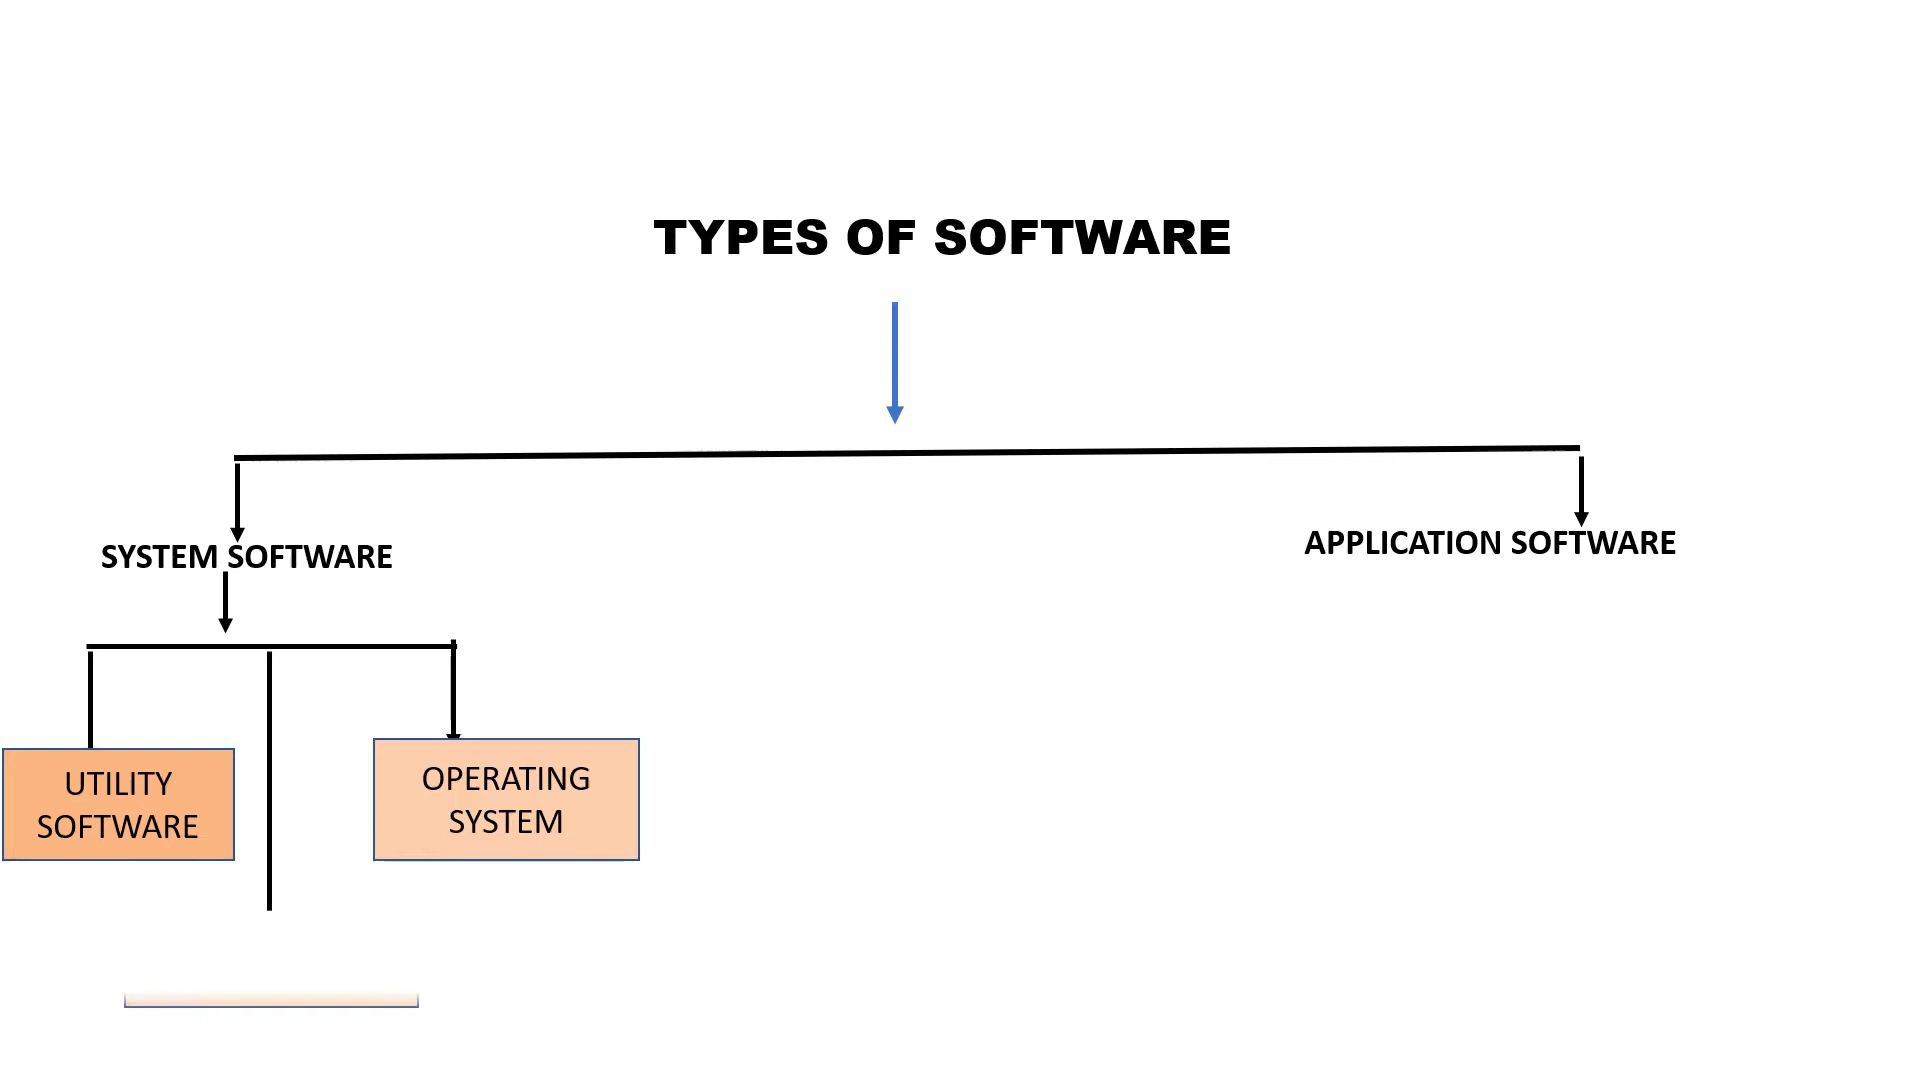 TYPES OF SOFTWARE
SYSTEM SOFTWARE
APPLICATION SOFTWARE
UTILITY
SOFTWARE
OPERATING
SYSTEM